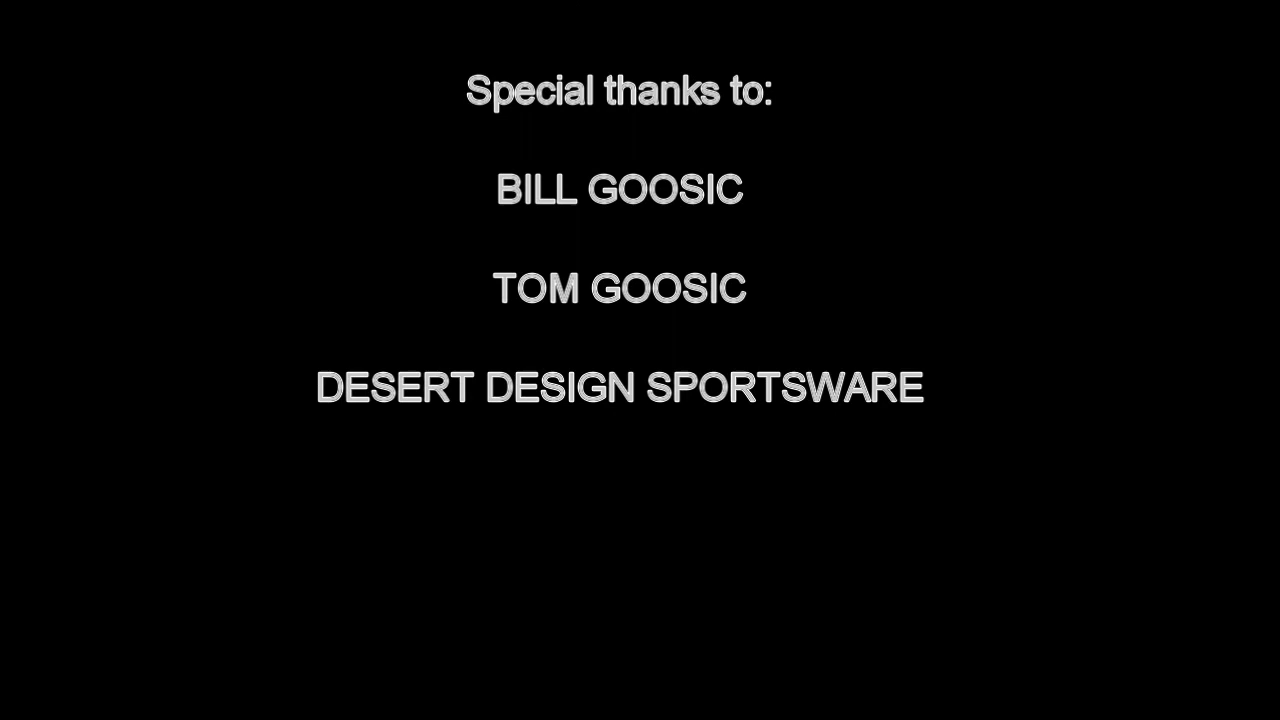 Special thanks to:
BILL GOOSIC
TOM GOOSIC
DESERT DESIGN SPORTSWARE